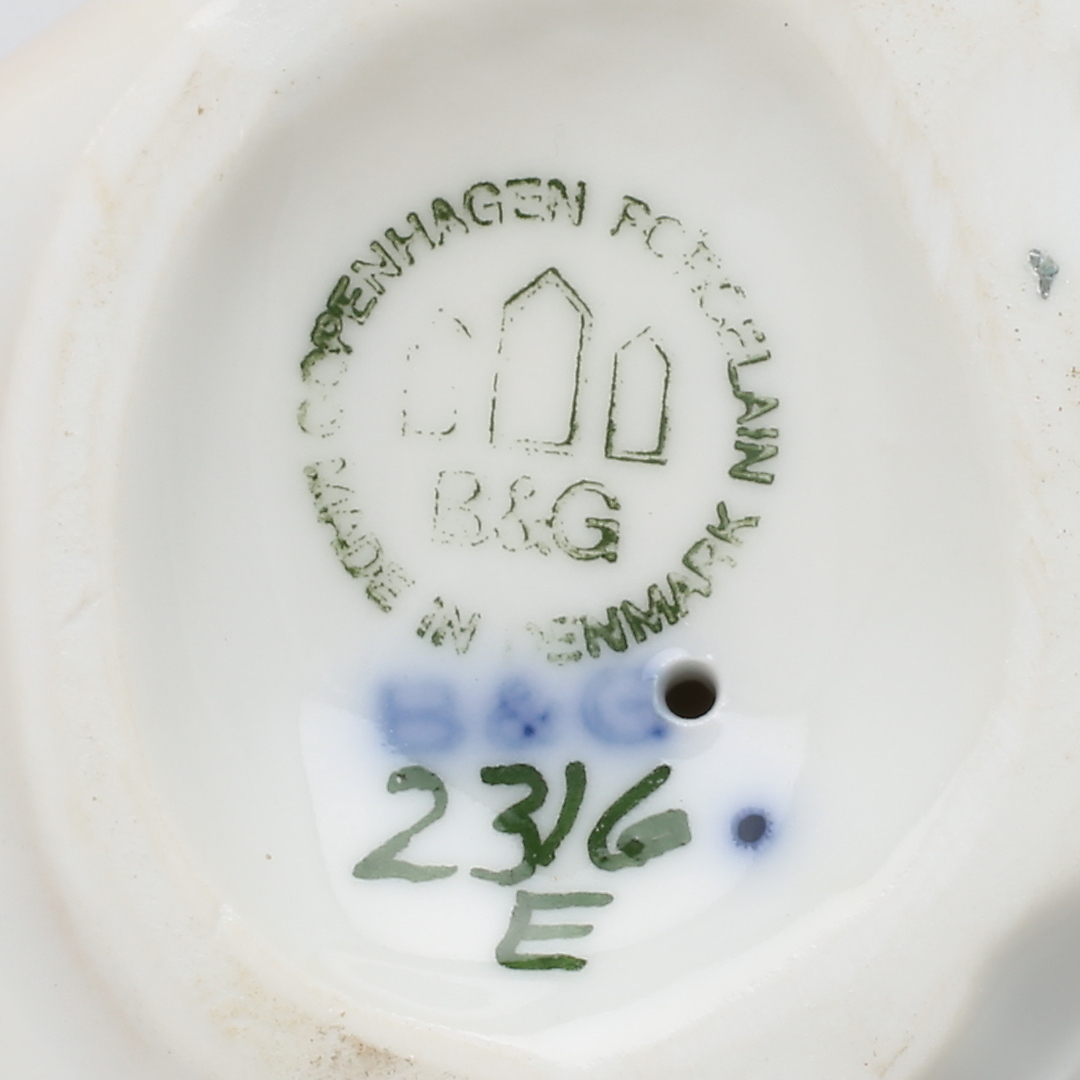 COPENHAGEN PORCELAIN
MADE IN DENMARK
B&G
B&G
2316
E